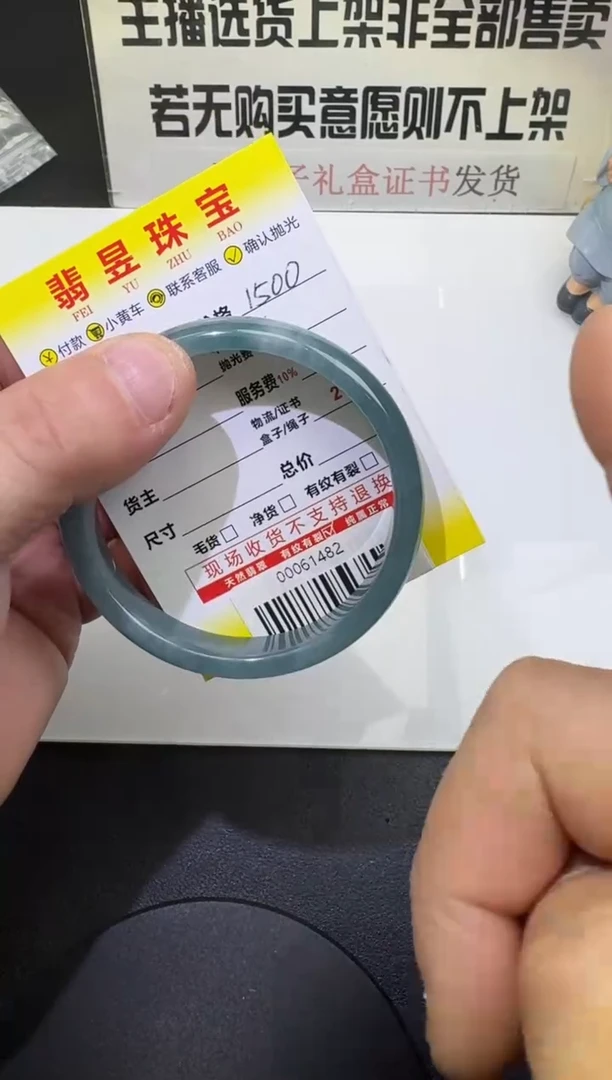 主播选货上架非全部售卖
若无购买意愿则不上架
礼盒证书发货
翡昱珠宝
FEI YU ZHU BAO
付款 小黄车 联系客服 确认抛光
1500
抛光费
服务费10%
物流/证书
盒子/绳子 2
总价
货主
尺寸
毛货 净货 有纹有裂
现场收货不支持退换
天然翡翠 有纹有裂 纯属正常
00061482